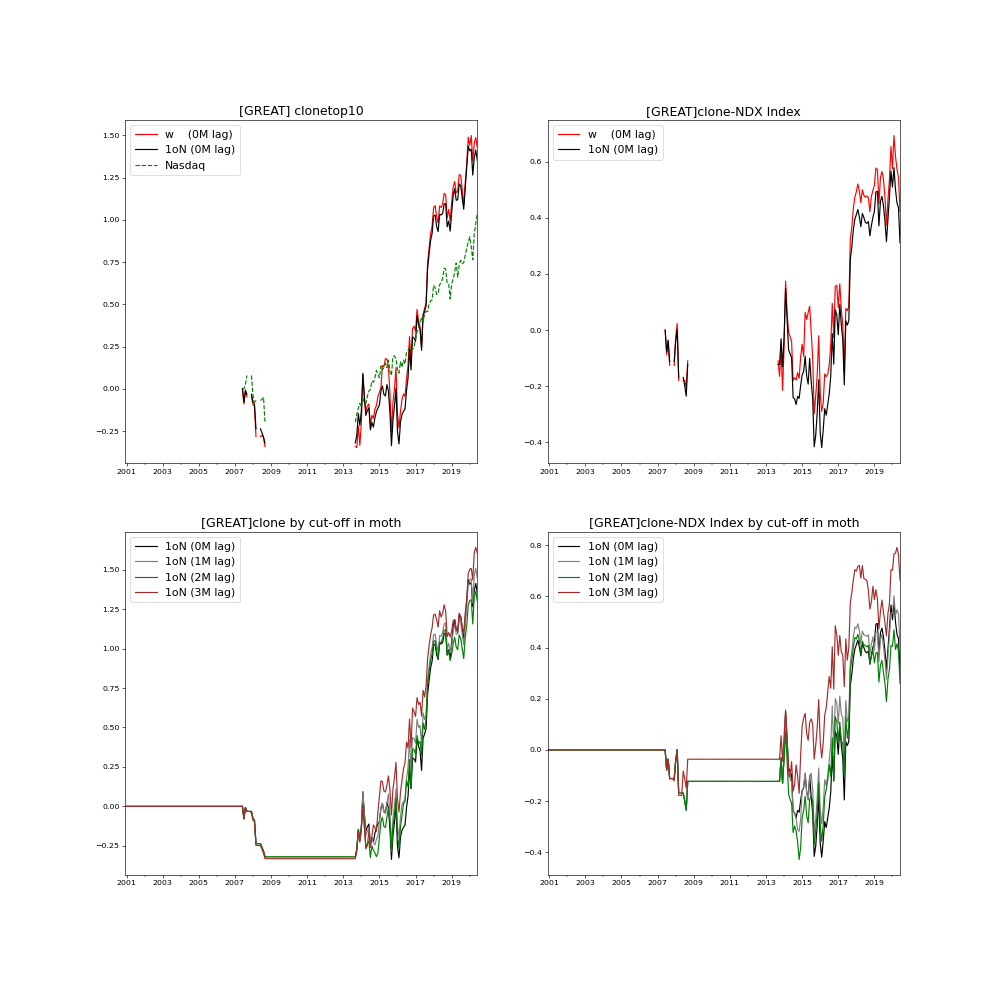 [GREAT] clonetop10
w (0M lag)
1oN (0M lag)
Nasdaq
1.50
1.25
1.00
0.75
0.50
0.25
0.00
−0.25
2001 2003 2005 2007 2009 2011 2013 2015 2017 2019
[GREAT]clone-NDX Index
w (0M lag)
1oN (0M lag)
0.6
0.4
0.2
0.0
−0.2
−0.4
2001 2003 2005 2007 2009 2011 2013 2015 2017 2019
[GREAT]clone by cut-off in moth
1oN (0M lag)
1oN (1M lag)
1oN (2M lag)
1oN (3M lag)
1.50
1.25
1.00
0.75
0.50
0.25
0.00
−0.25
2001 2003 2005 2007 2009 2011 2013 2015 2017 2019
[GREAT]clone-NDX Index by cut-off in moth
1oN (0M lag)
1oN (1M lag)
1oN (2M lag)
1oN (3M lag)
0.8
0.6
0.4
0.2
0.0
−0.2
−0.4
2001 2003 2005 2007 2009 2011 2013 2015 2017 2019